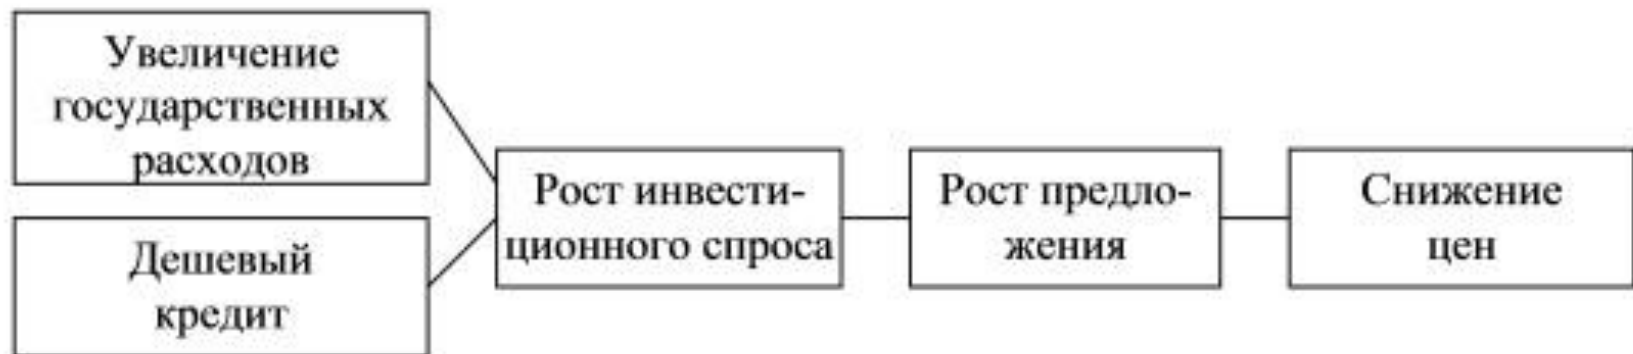 Увеличение
государственных
расходов
Дешевый
кредит
Рост инвести-
ционного спроса
Рост предло-
жения
Снижение
цен